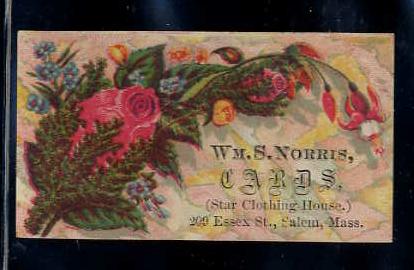 WM. S. NORRIS,
CARDS,
(Star Clothing House.)
209 Essex St., Salem, Mass.